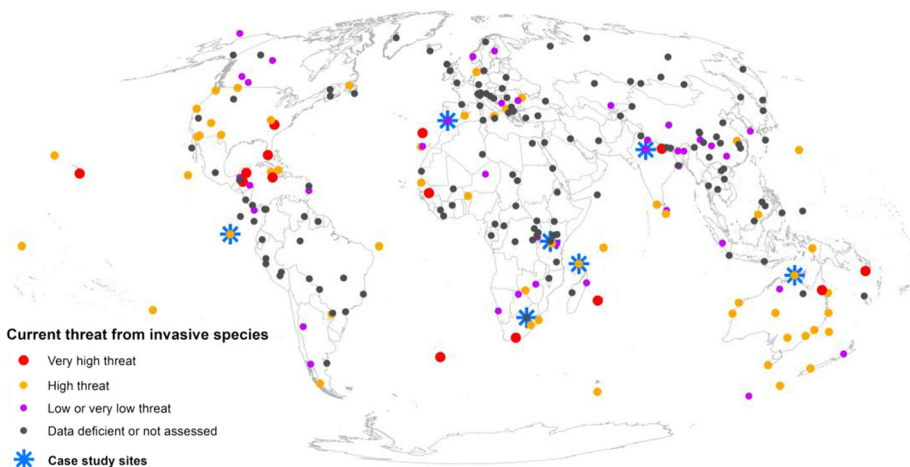 Current threat from invasive species
Very high threat
High threat
Low or very low threat
Data deficient or not assessed
Case study sites